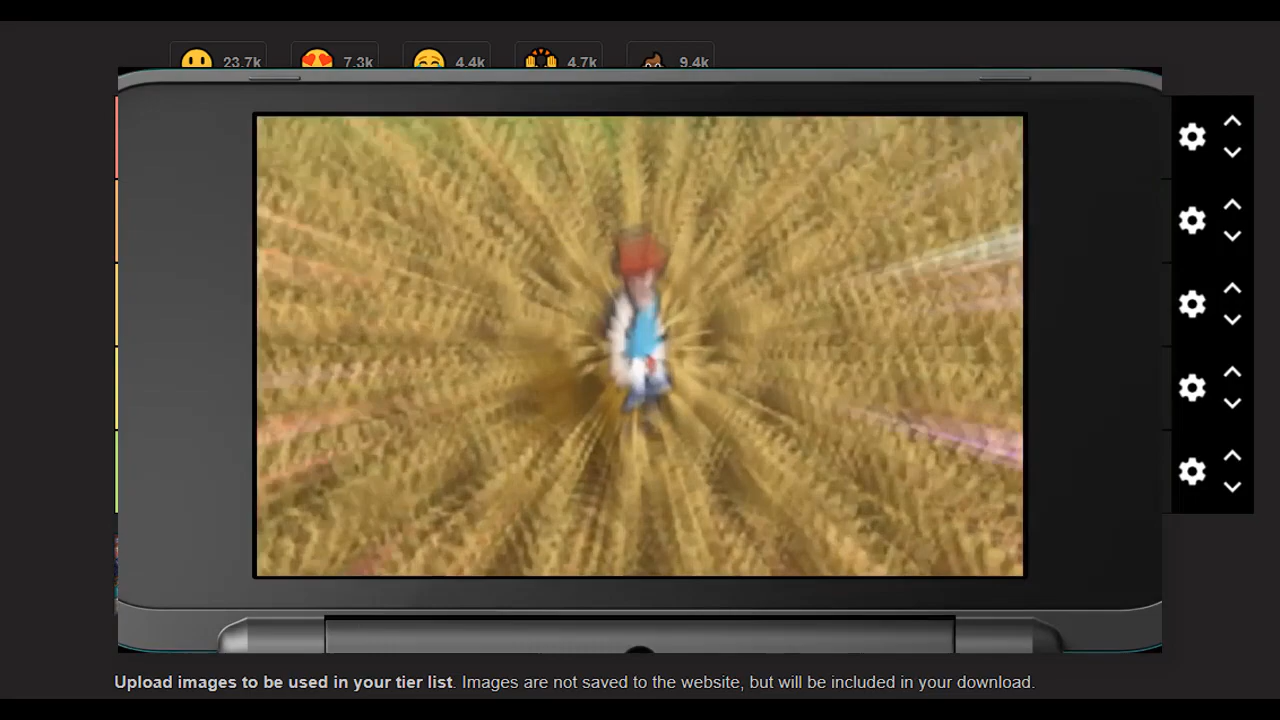 23.7k 7.3k 4.4k 4.7k 9.4k
Upload images to be used in your tier list. Images are not saved to the website, but will be included in your download.